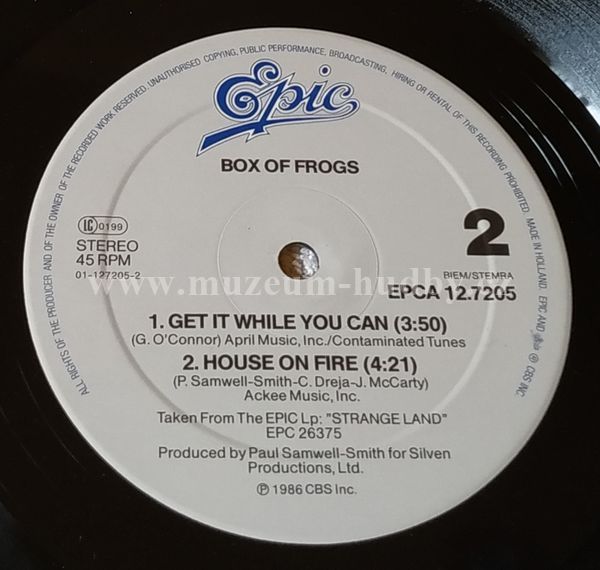 ALL RIGHTS OF THE PRODUCER AND OF THE OWNER OF THE RECORDED WORK RESERVED. UNAUTHORISED COPYING, PUBLIC PERFORMANCE, BROADCASTING, HIRING OR RENTAL OF THIS RECORDING PROHIBITED. MADE IN HOLLAND. EPIC AND Epic ® CBS INC.
Epic
BOX OF FROGS
LC 0199
STEREO
45 RPM
01-127205-2
2
BIEM/STEMRA
EPCA 12.7205
www.muzeum-hudby
1. GET IT WHILE YOU CAN (3:50)
(G. O'Connor) April Music, Inc./Contaminated Tunes
2. HOUSE ON FIRE (4:21)
(P. Samwell-Smith-C. Dreja-J. McCarty)
Ackee Music, Inc.
Taken From The EPIC Lp: "STRANGE LAND"
EPC 26375
Produced by Paul Samwell-Smith for Silven
Productions, Ltd.
℗ 1986 CBS Inc.